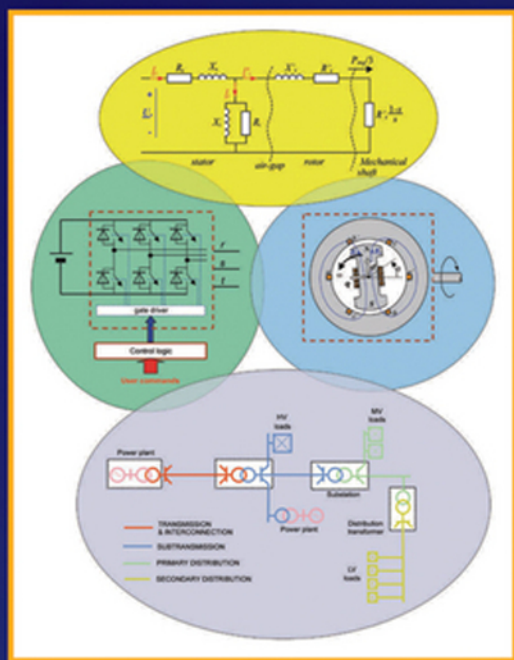 stator air-gap rotor Mechanical
shaft
gate driver
Control logic
User commands
HV
loads
MV
loads
Power plant
Substation
Power plant
Distribution
transformer
TRANSMISSION
& INTERCONNECTION
SUBTRANSMISSION
PRIMARY DISTRIBUTION
SECONDARY DISTRIBUTION
LV
loads